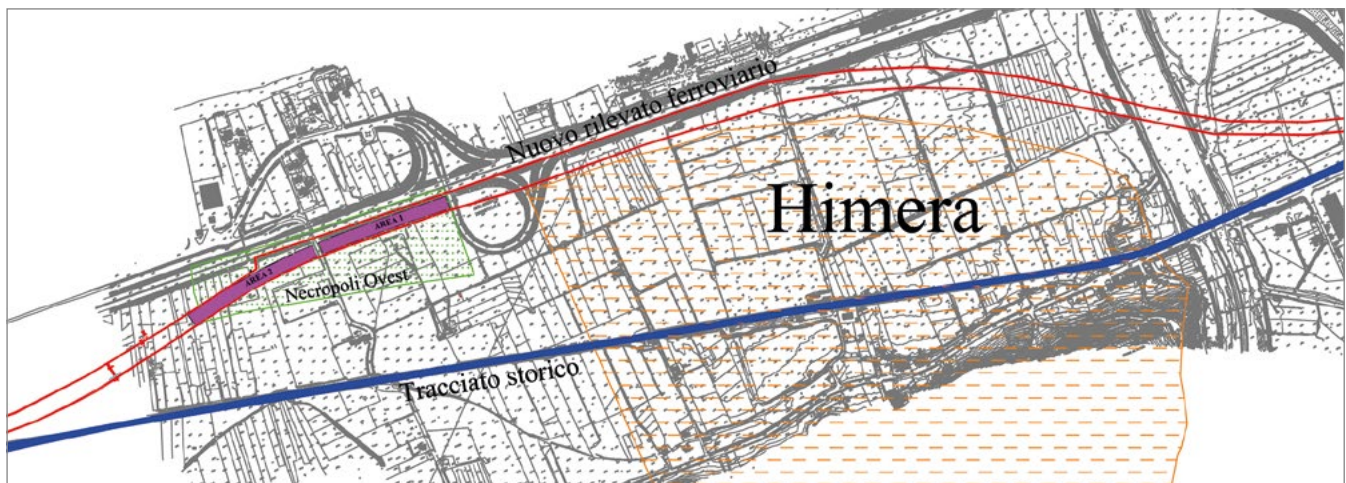 Nuovo rilevato ferroviario
Himera
AREA 1
AREA 2
Necropoli Ovest
Tracciato storico